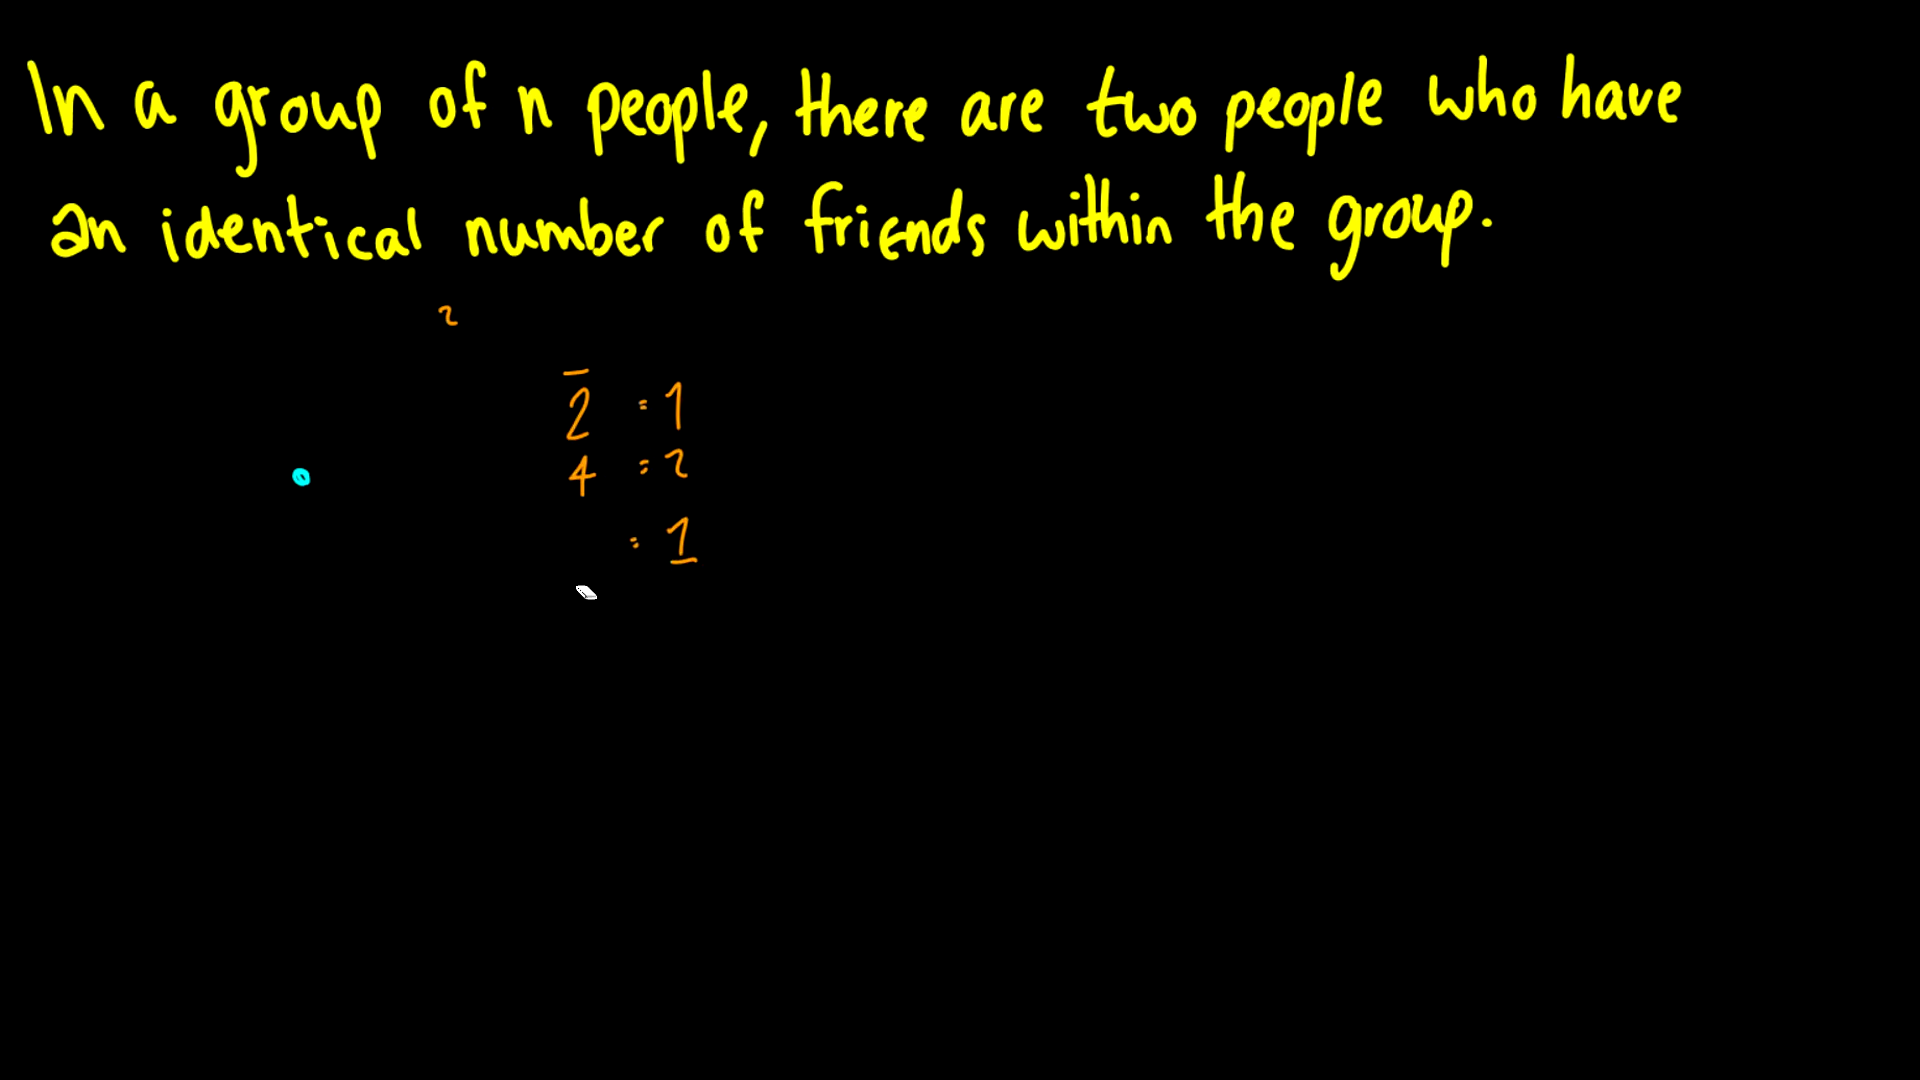 In a group of n people, there are two people who have
an identical number of friends within the group.
2
2 = 1
4 = 2
= 1